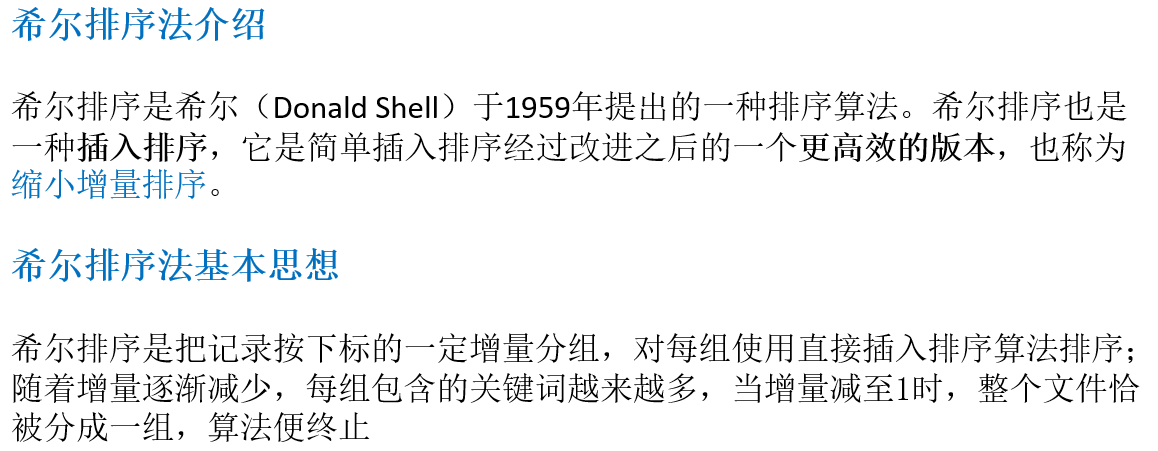 希尔排序法介绍
希尔排序是希尔（Donald Shell）于1959年提出的一种排序算法。希尔排序也是
一种插入排序，它是简单插入排序经过改进之后的一个更高效的版本，也称为
缩小增量排序。
希尔排序法基本思想
希尔排序是把记录按下标的一定增量分组，对每组使用直接插入排序算法排序；
随着增量逐渐减少，每组包含的关键词越来越多，当增量减至1时，整个文件恰
被分成一组，算法便终止